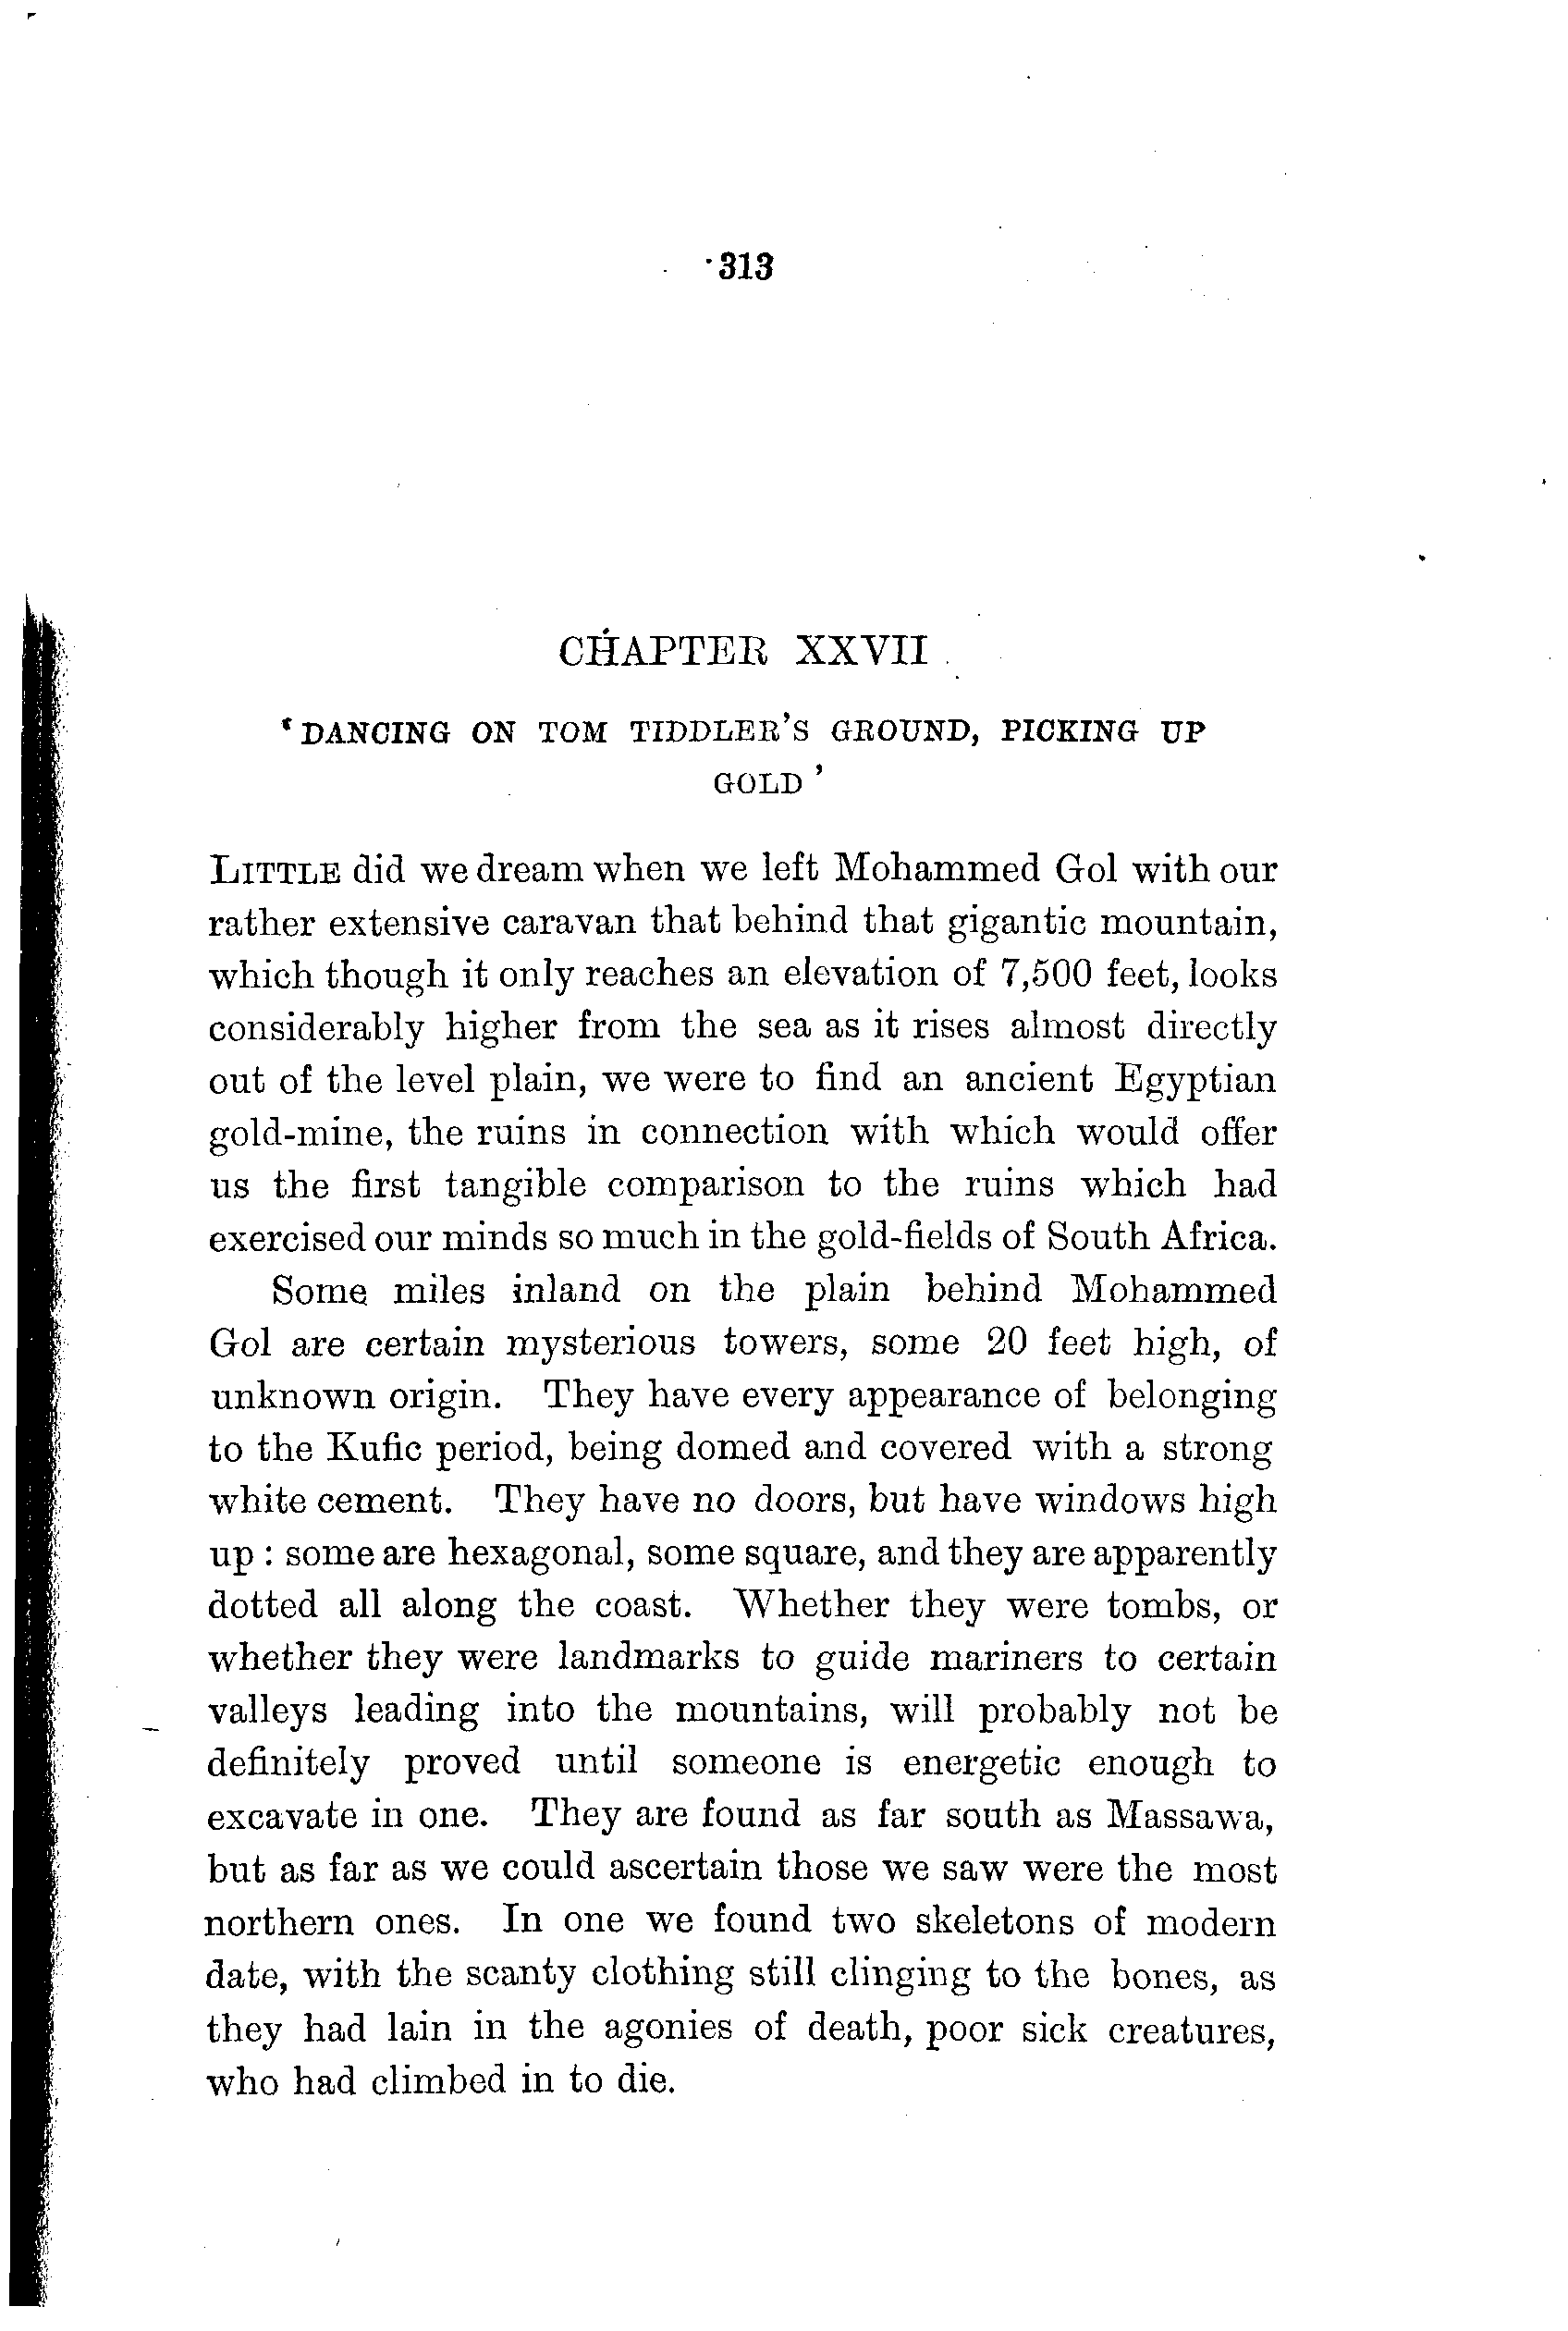 313
CHAPTER XXVII
'DANCING ON TOM TIDDLER'S GROUND, PICKING UP
GOLD'
LITTLE did we dream when we left Mohammed Gol with our
rather extensive caravan that behind that gigantic mountain,
which though it only reaches an elevation of 7,500 feet, looks
considerably higher from the sea as it rises almost directly
out of the level plain, we were to find an ancient Egyptian
gold-mine, the ruins in connection with which would offer
us the first tangible comparison to the ruins which had
exercised our minds so much in the gold-fields of South Africa.
Some miles inland on the plain behind Mohammed
Gol are certain mysterious towers, some 20 feet high, of
unknown origin. They have every appearance of belonging
to the Kufic period, being domed and covered with a strong
white cement. They have no doors, but have windows high
up : some are hexagonal, some square, and they are apparently
dotted all along the coast. Whether they were tombs, or
whether they were landmarks to guide mariners to certain
valleys leading into the mountains, will probably not be
definitely proved until someone is energetic enough to
excavate in one. They are found as far south as Massawa,
but as far as we could ascertain those we saw were the most
northern ones. In one we found two skeletons of modern
date, with the scanty clothing still clinging to the bones, as
they had lain in the agonies of death, poor sick creatures,
who had climbed in to die.